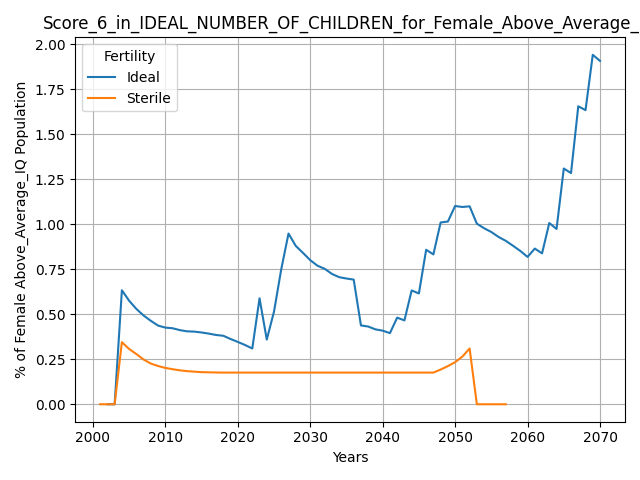 Score_6_in_IDEAL_NUMBER_OF_CHILDREN_for_Female_Above_Average_
Fertility
Ideal
Sterile
% of Female Above_Average_IQ Population
2.00
1.75
1.50
1.25
1.00
0.75
0.50
0.25
0.00
2000 2010 2020 2030 2040 2050 2060 2070
Years